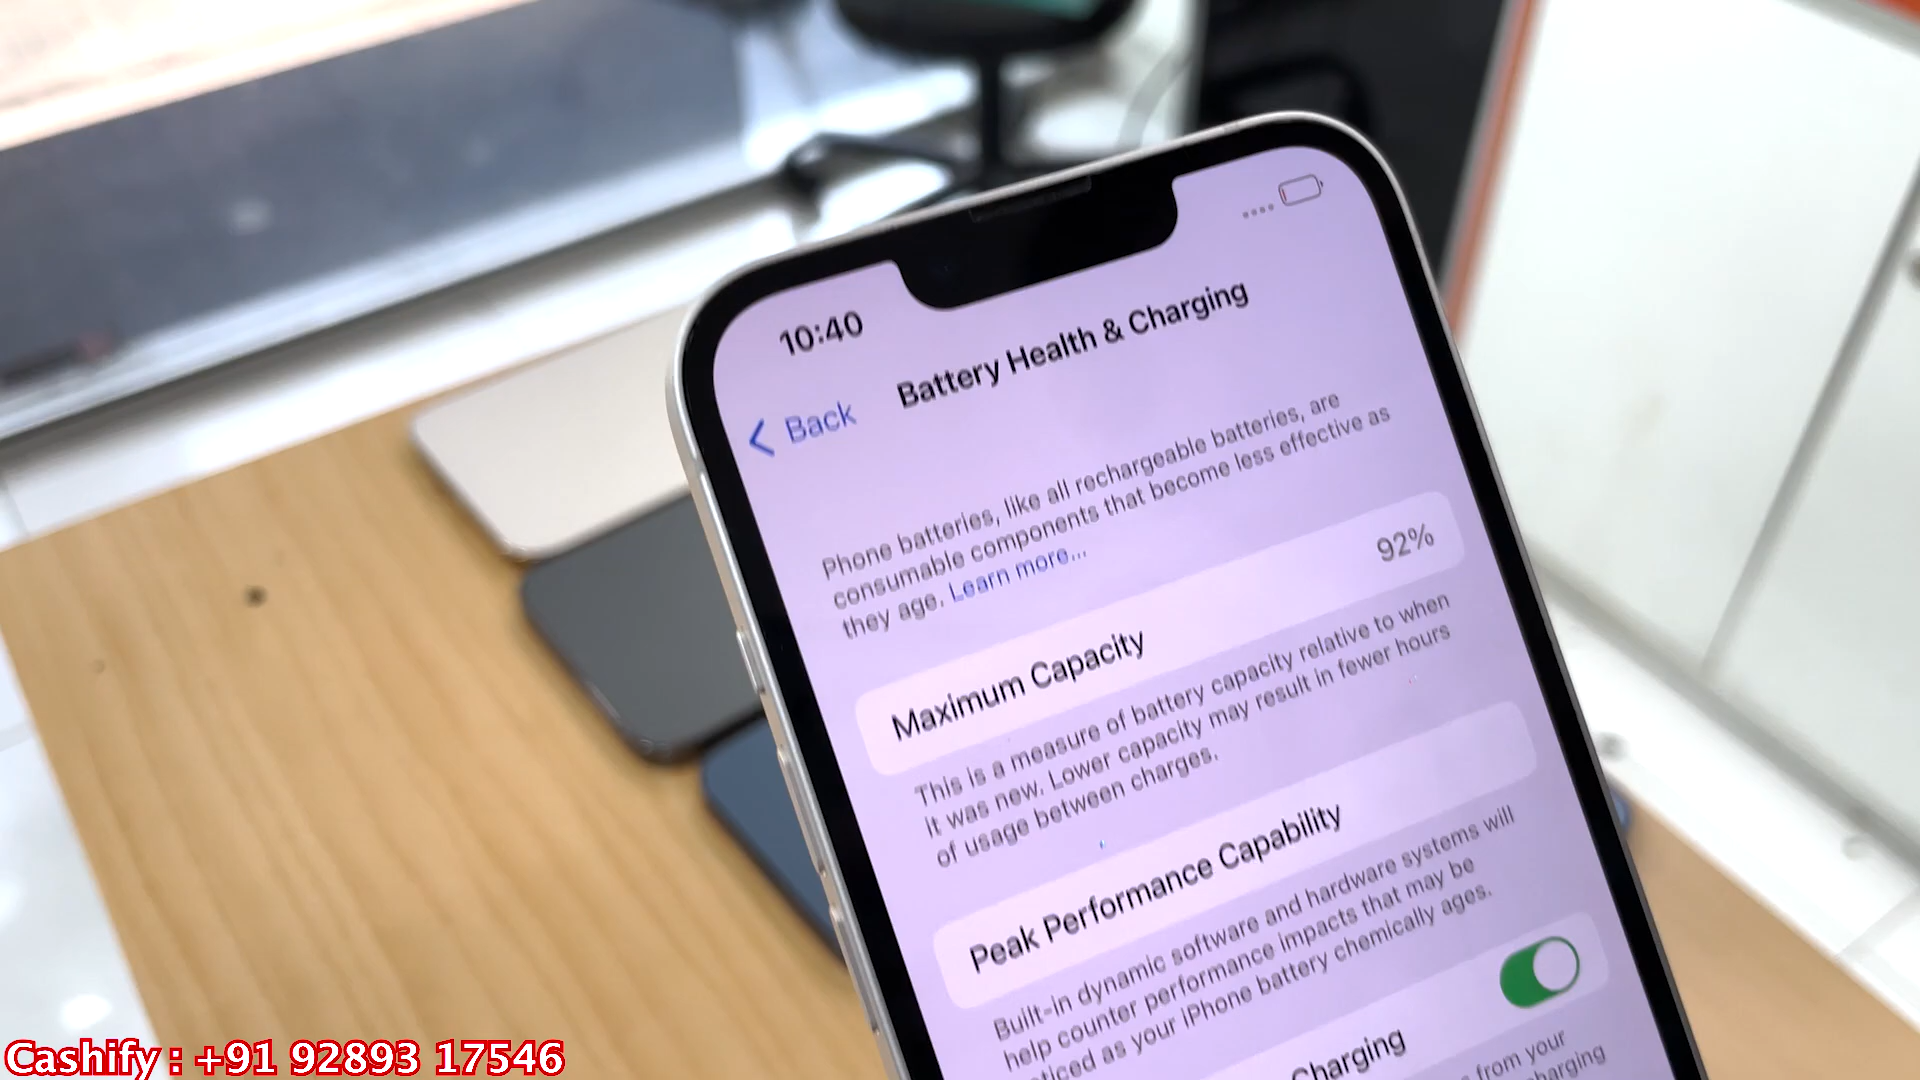 10:40
Back
Battery Health & Charging
Phone batteries, like all rechargeable batteries, are
consumable components that become less effective as
they age. Learn more...
Maximum Capacity 92%
This is a measure of battery capacity relative to when
it was new. Lower capacity may result in fewer hours
of usage between charges.
Peak Performance Capability
Built-in dynamic software and hardware systems will
help counter performance impacts that may be
noticed as your iPhone battery chemically ages.
Charging
from your
charging
Cashify : +91 92893 17546